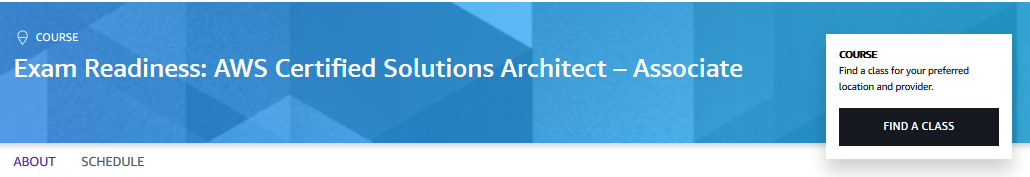 COURSE
Exam Readiness: AWS Certified Solutions Architect – Associate
COURSE
Find a class for your preferred
location and provider.
FIND A CLASS
ABOUT SCHEDULE